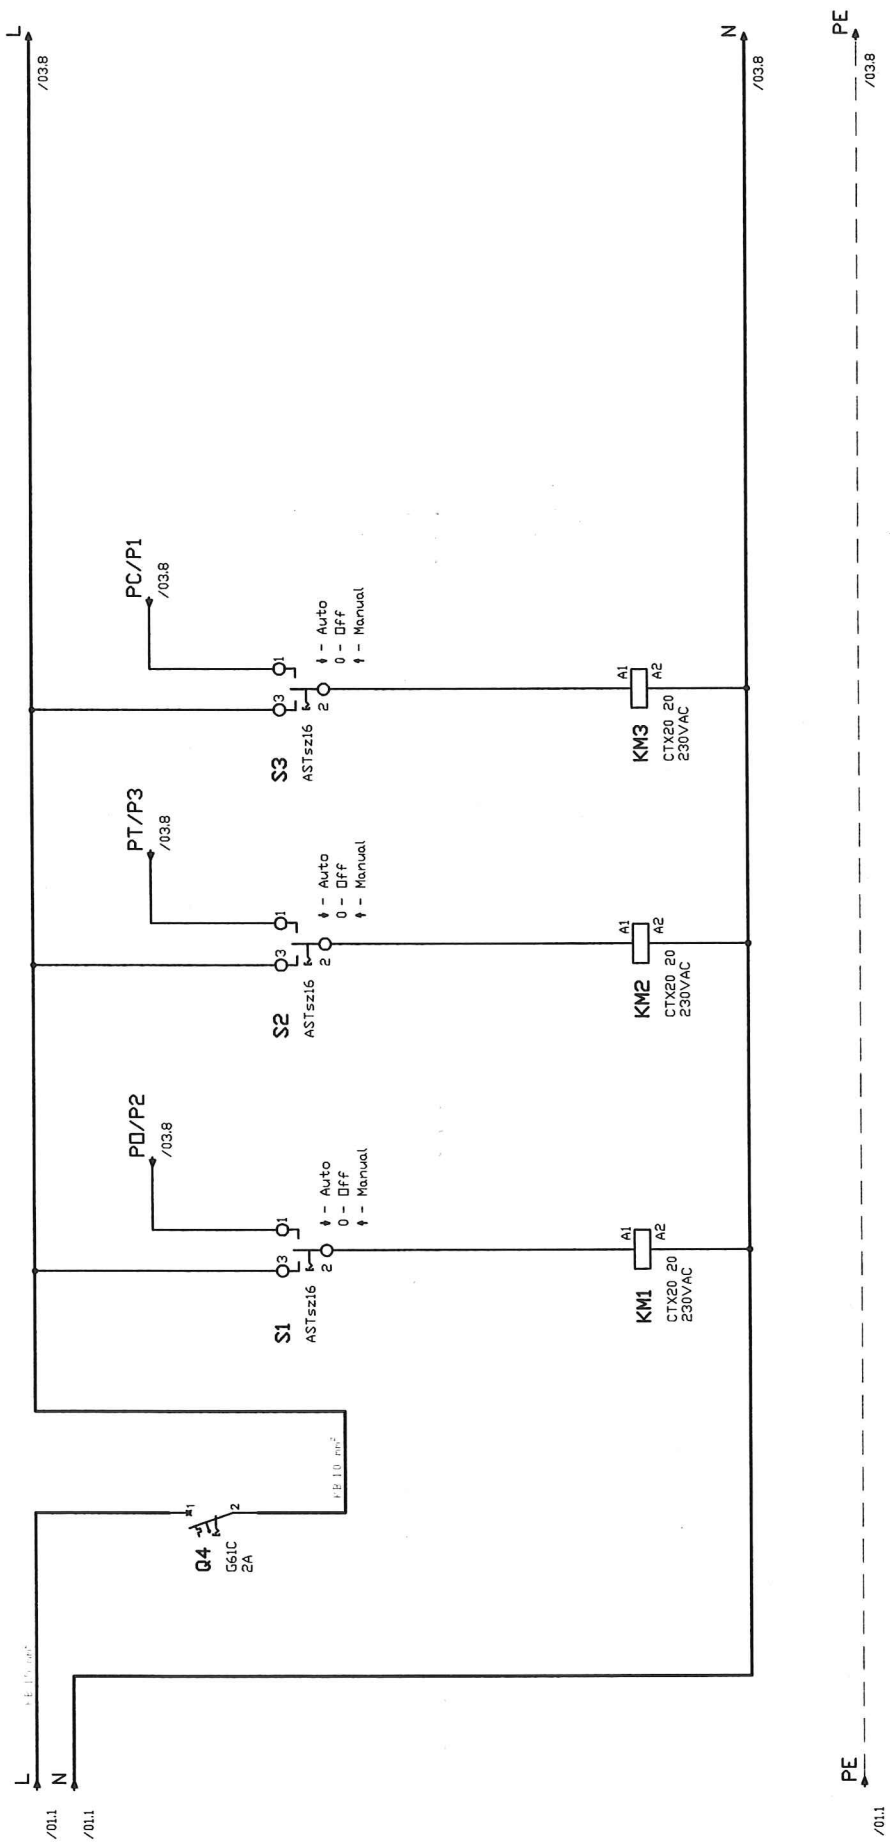 L
/01.1
N
/01.1
Q4
G61C
2A
1
2
S1
ASTsz16
3
1
2
PO/P2
/03.8
- Auto
0 - Off
- Manual
KM1
CTX20 20
230VAC
A1
A2
S2
ASTsz16
3
1
2
PT/P3
/03.8
- Auto
0 - Off
- Manual
KM2
CTX20 20
230VAC
A1
A2
S3
ASTsz16
3
1
2
PC/P1
/03.8
- Auto
0 - Off
- Manual
KM3
CTX20 20
230VAC
A1
A2
L
/03.8
N
/03.8
PE
/03.8
PE
/01.1